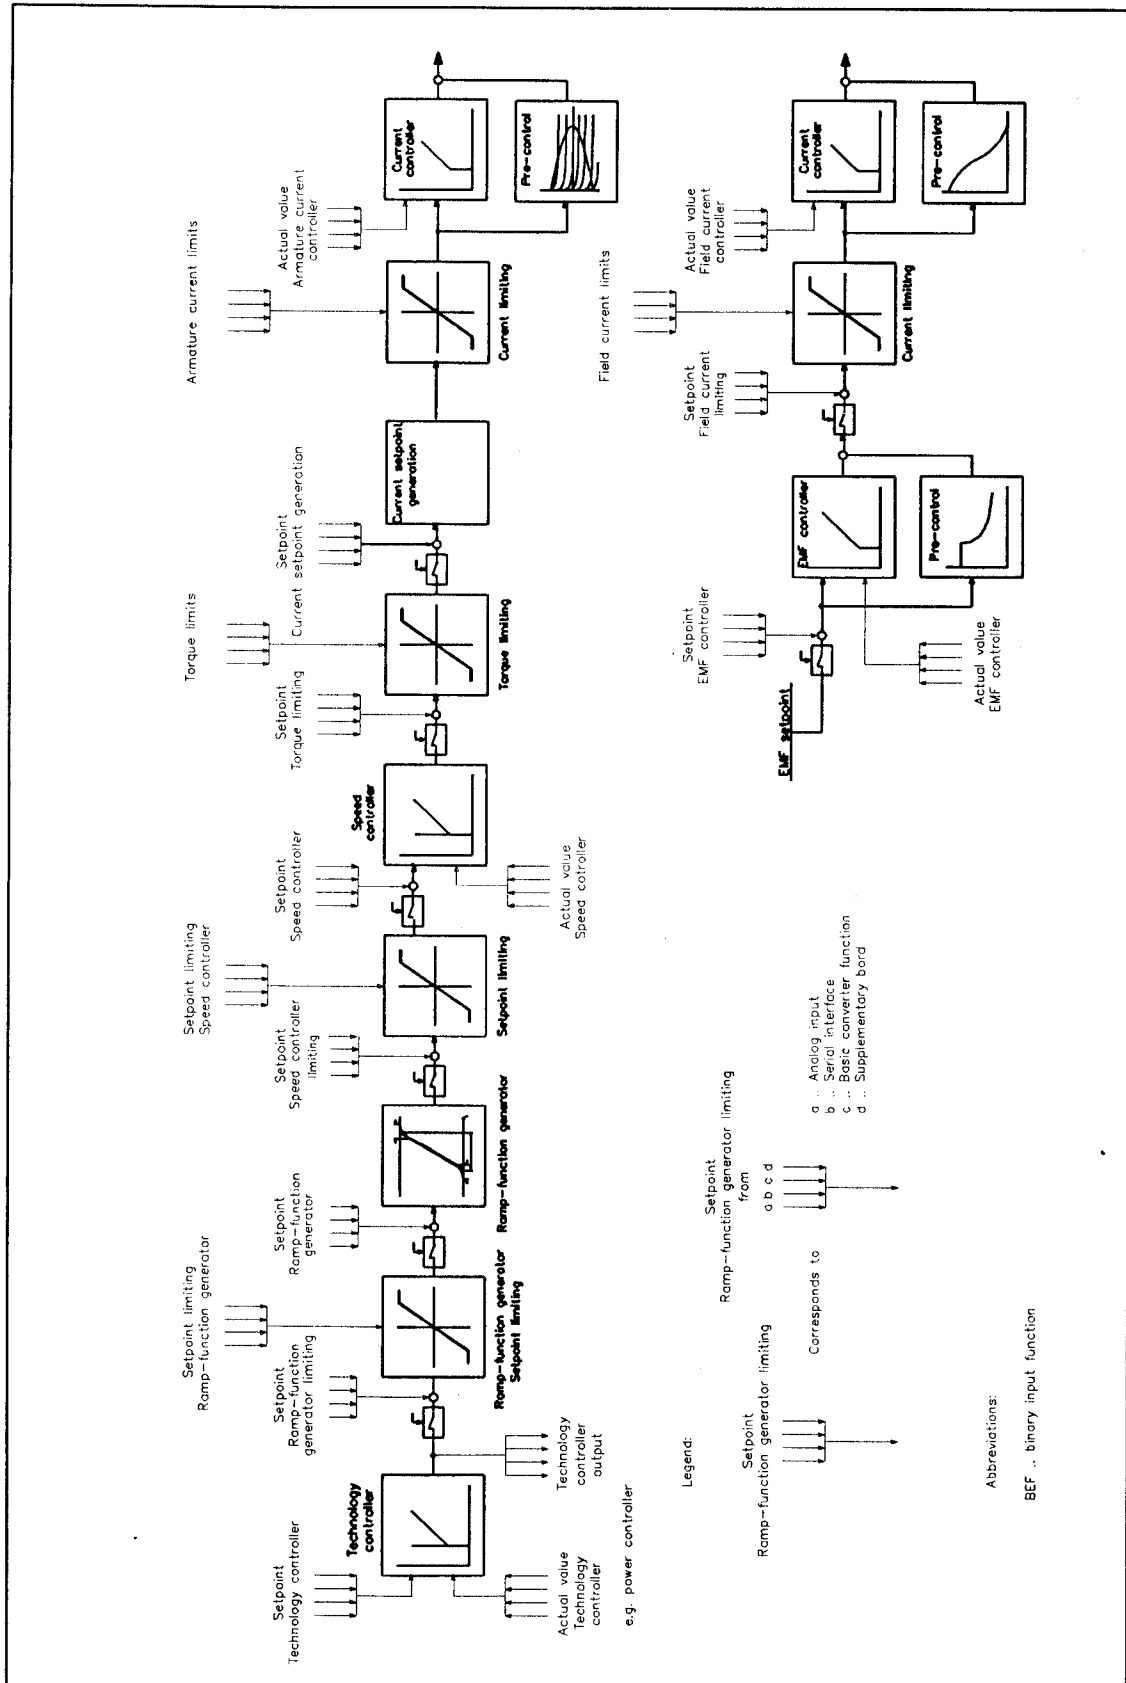 Setpoint limiting
Ramp-function generator
Setpoint limiting
Speed controller
Torque limits
Armature current limits
Setpoint
Technology controller
Setpoint
Ramp-function
generator limiting
Setpoint
Ramp-function
generator
Setpoint
Speed controller
limiting
Setpoint
Speed controller
Setpoint
Torque limiting
Setpoint
Current setpoint generation
Actual value
Armature current
controller
Technology
controller
Ramp-function generator
Setpoint limiting
Ramp-function generator
Setpoint limiting
Speed
controller
Torque limiting
Current setpoint
generation
Current limiting
Current
controller
Pre-control
Actual value
Technology
controller
e.g. power controller
Technology
controller
output
Actual value
Speed cotroller
Field current limits
Setpoint
EMF controller
Setpoint
Field current
limiting
Actual value
Field current
controller
EMF setpoint
EMF controller
Pre-control
Current limiting
Current
controller
Pre-control
Actual value
EMF controller
Legend:
Setpoint
Ramp-function generator limiting
Corresponds to
Setpoint
Ramp-function generator limiting
from
a b c d
a .. Analog input
b .. Serial interface
c .. Basic converter function
d .. Supplementary bord
Abbreviations:
BEF .. binary input function